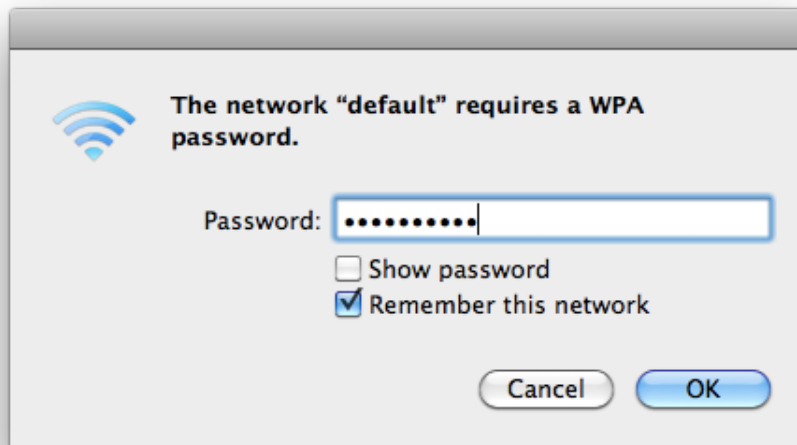 The network “default” requires a WPA
password.
Password: ••••••••••
Show password
Remember this network
Cancel OK